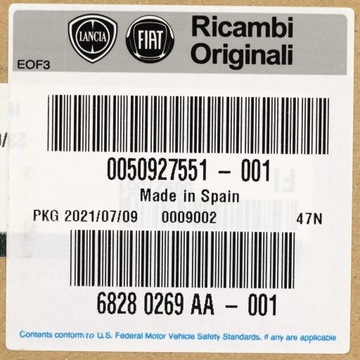 LANCIA FIAT Ricambi
Originali
EOF3
0050927551 - 001
Made in Spain
PKG 2021/07/09 0009002 47N
6828 0269 AA - 001
Contents conform to U.S. Federal Motor Vehicle Safety Standards, if any are applicable